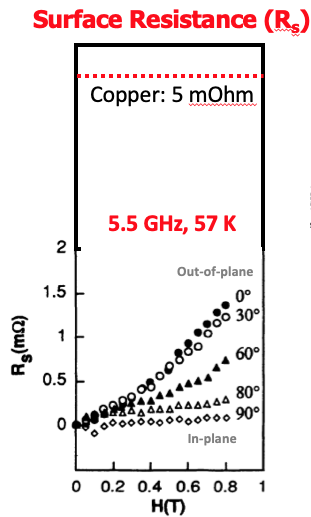 Surface Resistance (Rs)
Copper: 5 mOhm
5.5 GHz, 57 K
2
Out-of-plane
1.5
0°
30°
1
60°
0.5
80°
0
90°
In-plane
Rs(mΩ)
0 0.2 0.4 0.6 0.8 1
H(T)